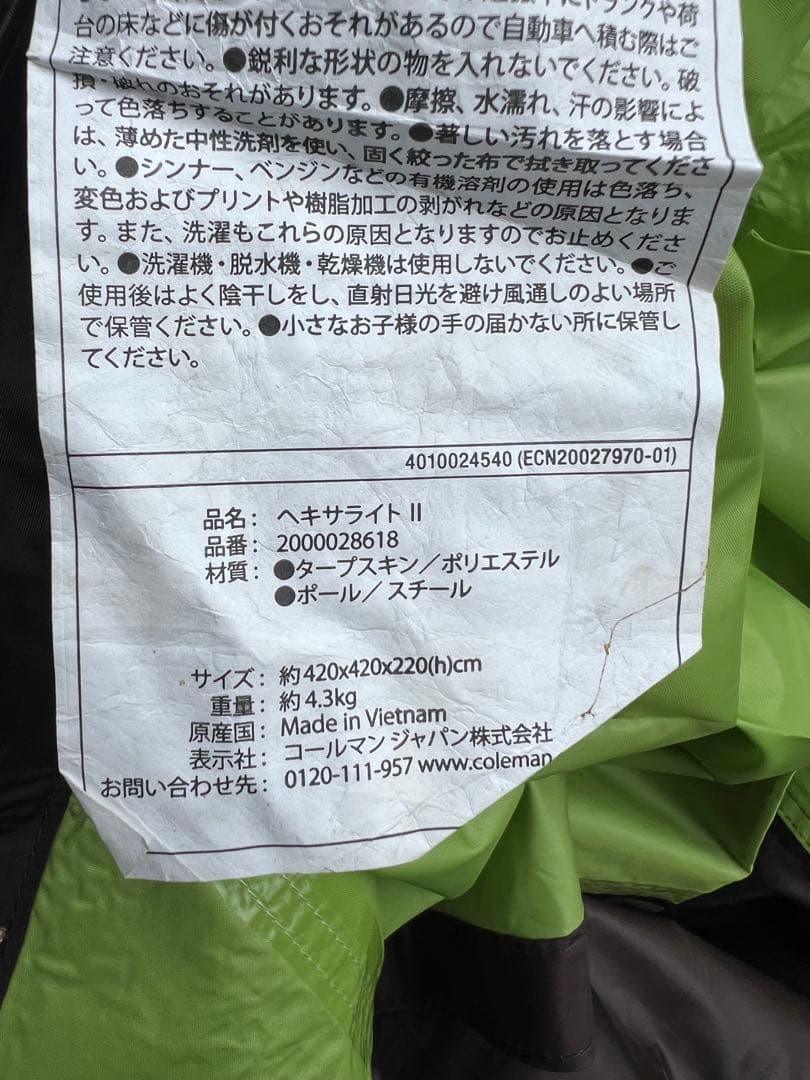 トランクや荷
台の床などに傷が付くおそれがあるので自動車へ積む際はご
注意ください。●鋭利な形状の物を入れないでください。破
損・破れのおそれがあります。●摩擦、水濡れ、汗の影響によ
って色落ちすることがあります。●著しい汚れを落とす場合
は、薄めた中性洗剤を使い、固く絞った布で拭き取ってくださ
い。●シンナー、ベンジンなどの有機溶剤の使用は色落ち、
変色およびプリントや樹脂加工の剥がれなどの原因となりま
す。また、洗濯もこれらの原因となりますのでお止めくださ
い。●洗濯機・脱水機・乾燥機は使用しないでください。●ご
使用後はよく陰干しをし、直射日光を避け風通しのよい場所
で保管ください。●小さなお子様の手の届かない所に保管し
てください。
4010024540 (ECN20027970-01)
品名： ヘキサライト II
品番： 2000028618
材質： ●タープスキン／ポリエステル
●ポール／スチール
サイズ： 約420x420x220(h)cm
重量： 約4.3kg
原産国： Made in Vietnam
表示社： コールマン ジャパン株式会社
お問い合わせ先： 0120-111-957 www.coleman